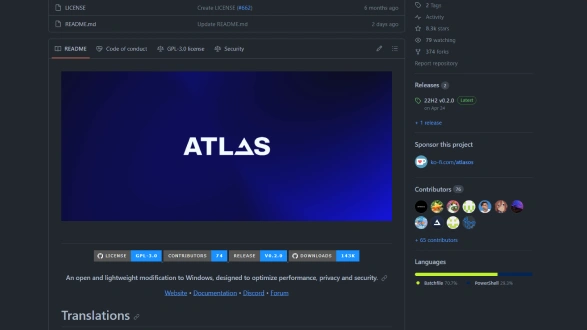 LICENSE Create LICENSE (#662) 6 months ago
README.md Update README.md 2 days ago
README Code of conduct GPL-3.0 license Security
ATLAS
LICENSE GPL-3.0 CONTRIBUTORS 74 RELEASE V0.2.0 DOWNLOADS 143K
An open and lightweight modification to Windows, designed to optimize performance, privacy and security.
Website • Documentation • Discord • Forum
Translations
2 Tags
Activity
stars
79 watching
374 forks
Report repository
Releases 2
22H2 v0.2.0 Latest
on Apr 24
+ 1 release
Sponsor this project
ko-fi.com/atlasos
Contributors 76
+ 65 contributors
Languages
Batchfile 70.7% PowerShell 29.3%